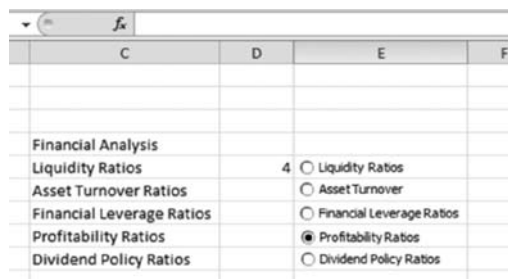 fx
C D E F
Financial Analysis
Liquidity Ratios 4 Liquidity Ratios
Asset Turnover Ratios Asset Turnover
Financial Leverage Ratios Financial Leverage Ratios
Profitability Ratios Profitability Ratios
Dividend Policy Ratios Dividend Policy Ratios